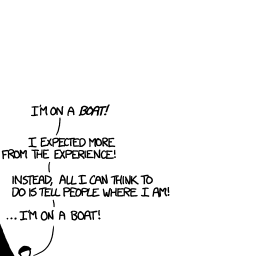 I'M ON A BOAT!
I EXPECTED MORE
FROM THE EXPERIENCE!
INSTEAD, ALL I CAN THINK TO
DO IS TELL PEOPLE WHERE I AM!
...I'M ON A BOAT!